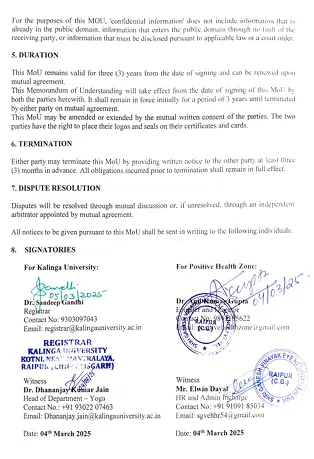 For the purposes of this MOU, 'confidential information' does not include information that is
already in the public domain, information that enters the public domain through no fault of the
receiving party, or information that must be disclosed pursuant to applicable law or a court order.
5. DURATION
This MoU remains valid for three (3) years from the date of signing and can be renewed upon
mutual agreement.
This Memorandum of Understanding will take effect from the date of signing of this MoU by
both the parties herewith. It shall remain in force initially for a period of 3 years until terminated
by either party on mutual agreement.
This MoU may be amended or extended by the mutual written consent of the parties. The two
parties have the right to place their logos and seals on their certificates and cards.
6. TERMINATION
Either party may terminate this MoU by providing written notice to the other party at least three
(3) months in advance. All obligations incurred prior to termination shall remain in full effect.
7. DISPUTE RESOLUTION
Disputes will be resolved through mutual discussion or, if unresolved, through an independent
arbitrator appointed by mutual agreement.
All notices to be given pursuant to this MoU shall be sent in writing to the following individuals:
8. SIGNATORIES
For Kalinga University:
05/03/2025
Dr. Sandeep Gandhi
Registrar
Contact No: 9303097043
Email: registrar@kalingauniversity.ac.in
REGISTRAR
KALINGA UNIVERSITY
KOTNI, NEAR MANTRALAYA,
RAIPUR (CHHATTISGARH)
Witness
Dr. Dhananjay Kumar Jain
Head of Department – Yoga
Contact No.: +91 93022 07463
Email: Dhananjay.jain@kalingauniversity.ac.in
Date: 04th March 2025
For Positive Health Zone:
04/03/25.
Gupta
RAIPUR
(C.G.)
Witness
Mr. Elwin Dayal
HR and Admin Incharge
Contact No: +91 91091 85034
Email: sgvehhr54@gmail.com
RAIPUR
(C.G.)
Date: 04th March 2025